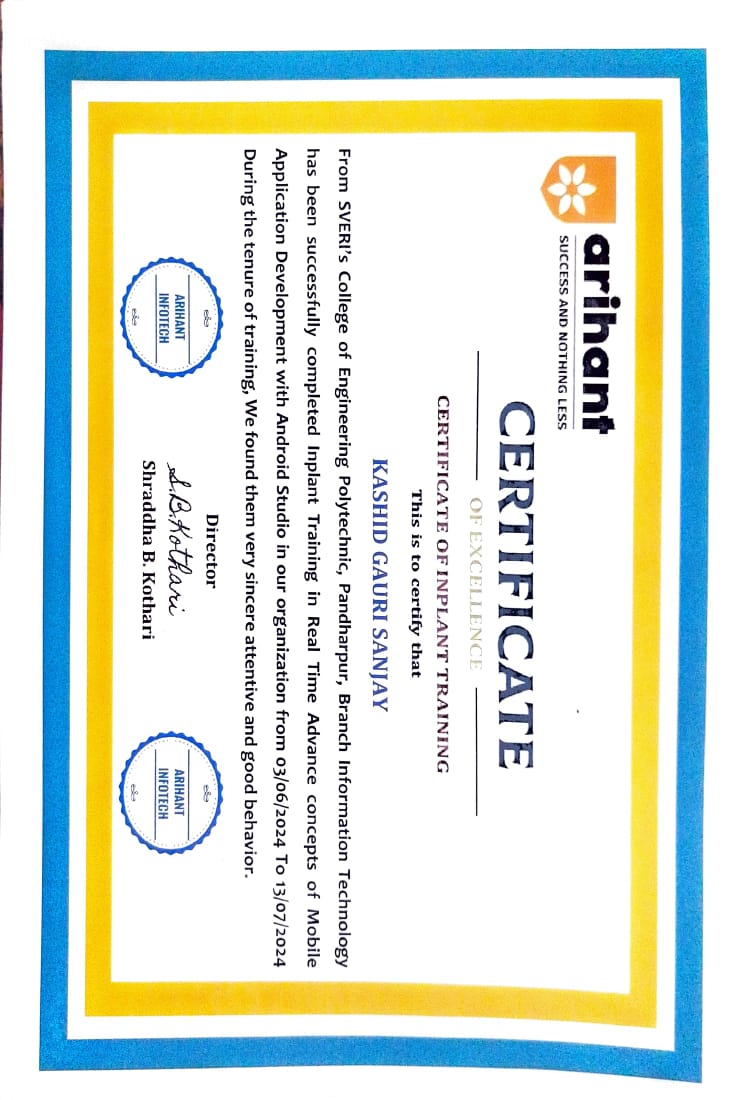 arihant
SUCCESS AND NOTHING LESS
CERTIFICATE
OF EXCELLENCE
CERTIFICATE OF INPLANT TRAINING
This is to certify that
KASHID GAURI SANJAY
From SVERI's College of Engineering Polytechnic, Pandharpur, Branch Information Technology
has been successfully completed Inplant Training in Real Time Advance concepts of Mobile
Application Development with Android Studio in our organization from 03/06/2024 To 13/07/2024
During the tenure of training, We found them very sincere attentive and good behavior.
Director
S.B.Kothari
Shraddha B. Kothari
ARIHANT
INFOTECH
ARIHANT
INFOTECH